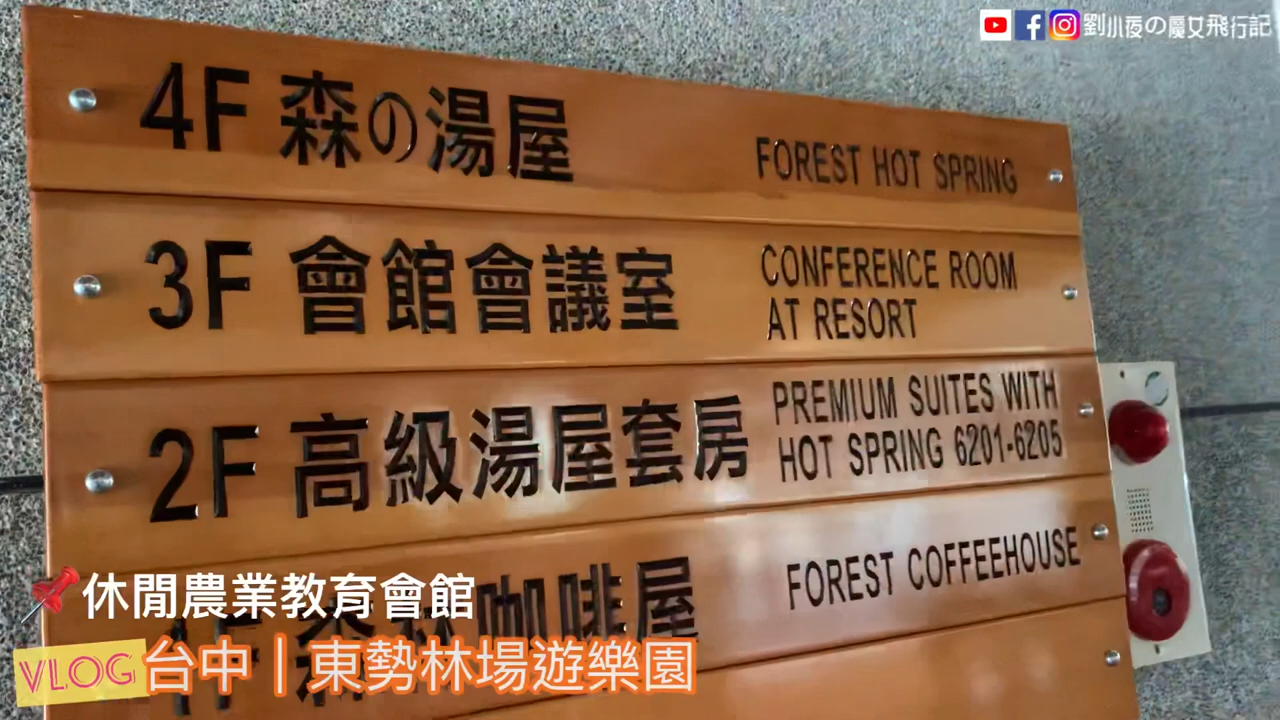 劉小夜の魔女飛行記
4F 森の湯屋 FOREST HOT SPRING
3F 會館會議室 CONFERENCE ROOM
AT RESORT
2F 高級湯屋套房 PREMIUM SUITES WITH
HOT SPRING 6201-6205
1F 森林咖啡屋 FOREST COFFEEHOUSE
休閒農業教育會館
VLOG 台中｜東勢林場遊樂園